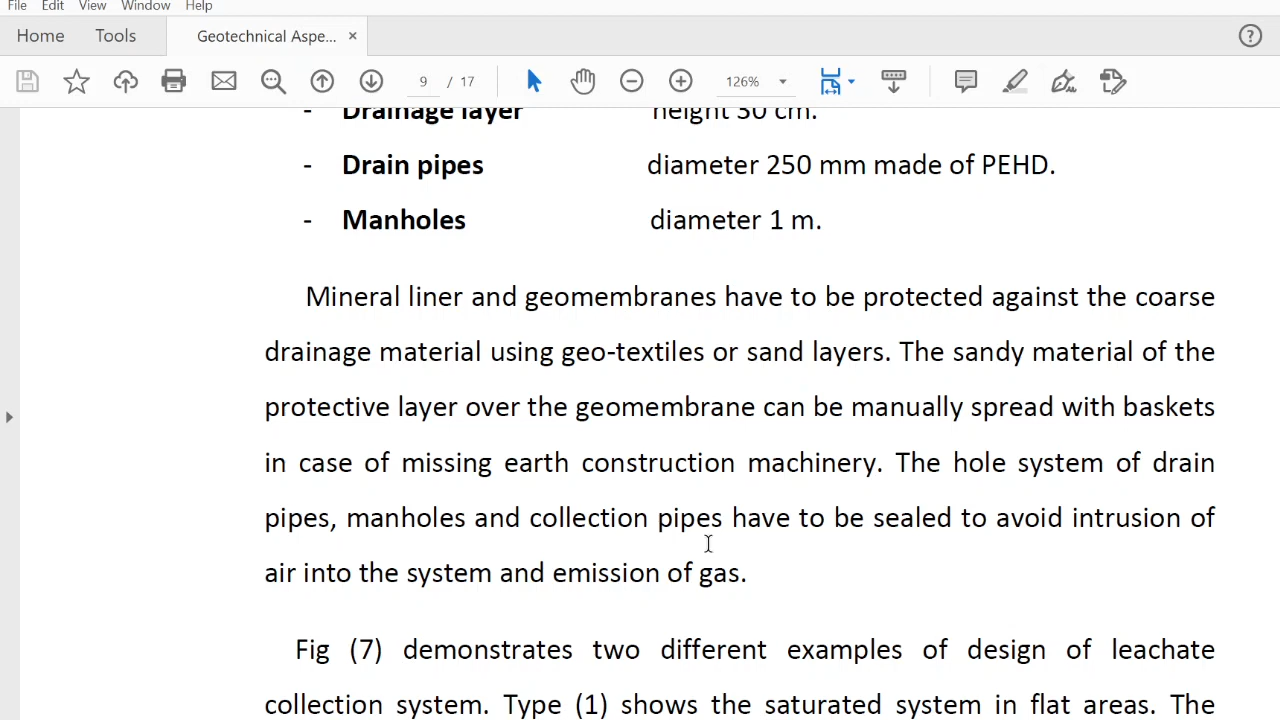 File Edit View Window Help
Home Tools Geotechnical Aspe... ×
9 / 17 126%
- Drainage layer height 30 cm.
- Drain pipes diameter 250 mm made of PEHD.
- Manholes diameter 1 m.
Mineral liner and geomembranes have to be protected against the coarse
drainage material using geo-textiles or sand layers. The sandy material of the
protective layer over the geomembrane can be manually spread with baskets
in case of missing earth construction machinery. The hole system of drain
pipes, manholes and collection pipes have to be sealed to avoid intrusion of
air into the system and emission of gas.
Fig (7) demonstrates two different examples of design of leachate
collection system. Type (1) shows the saturated system in flat areas. The